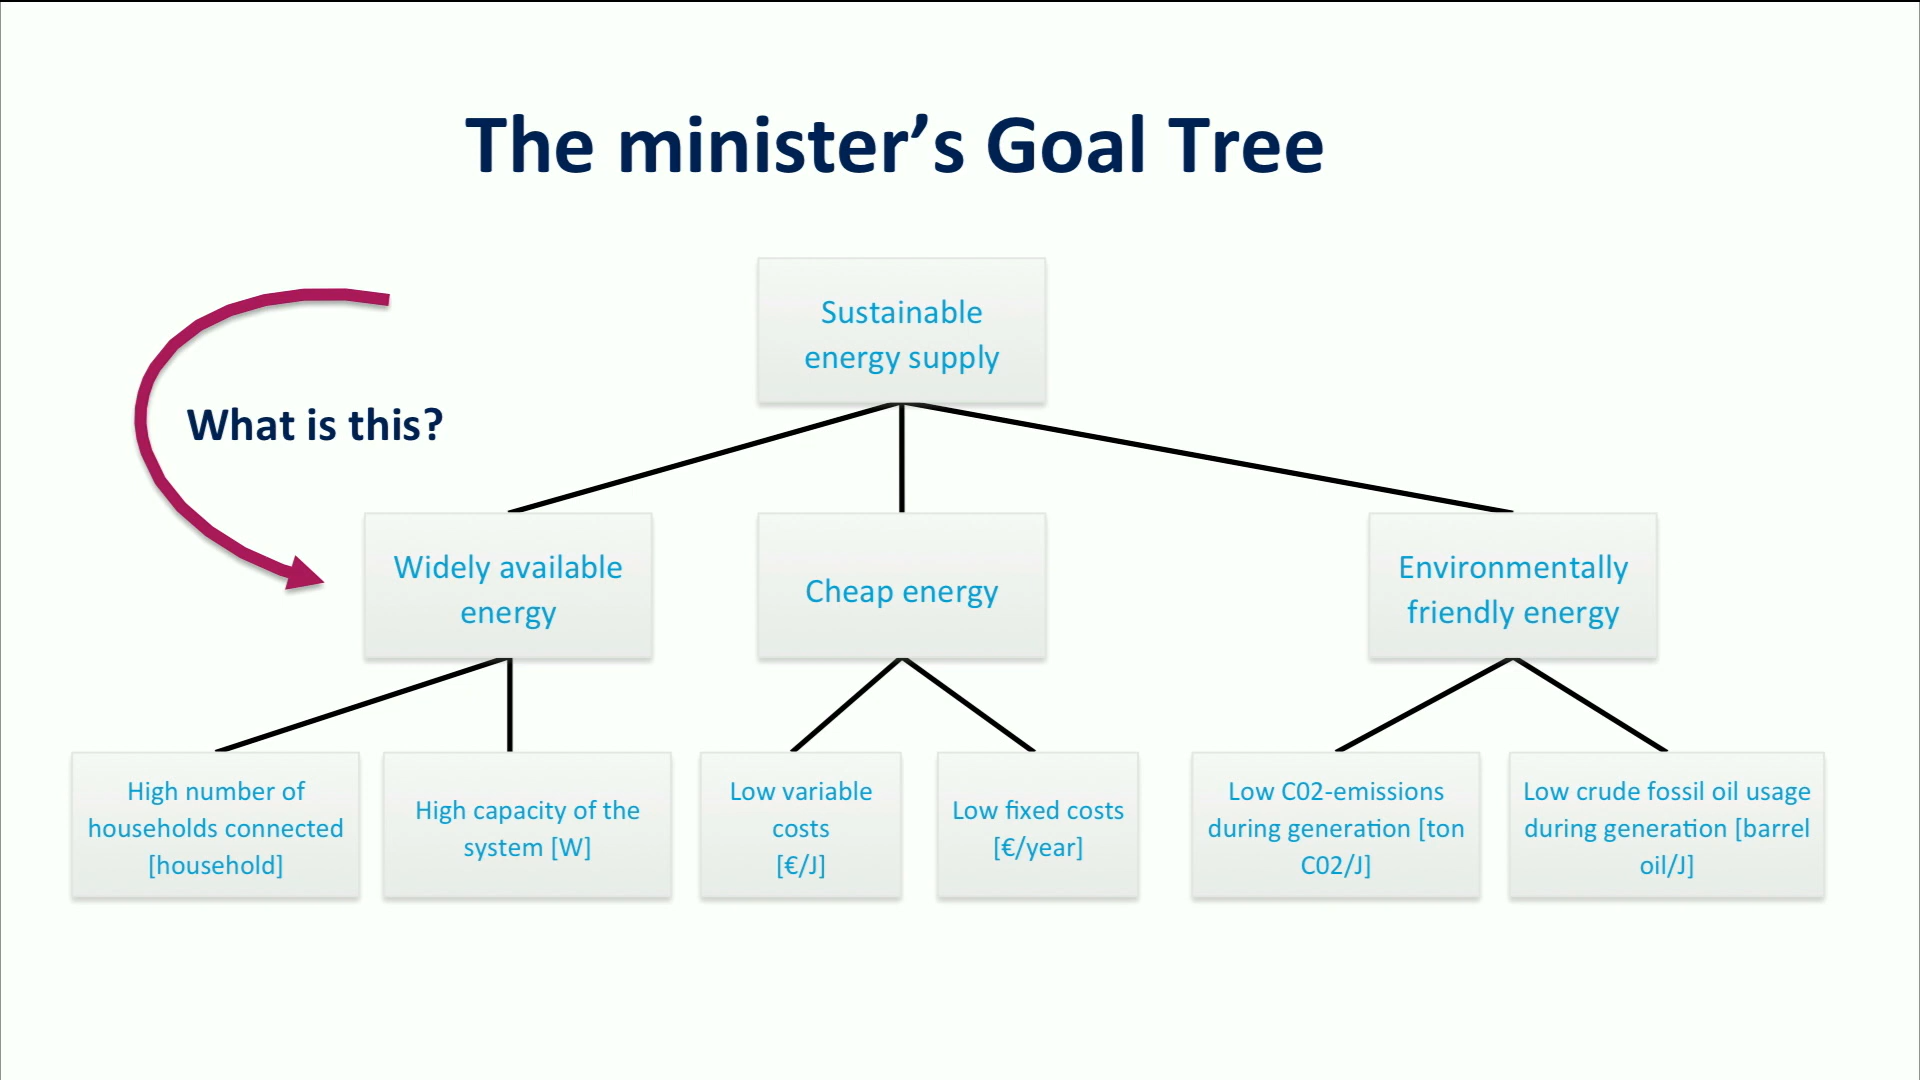 The minister’s Goal Tree
Sustainable
energy supply
What is this?
Widely available
energy
Cheap energy
Environmentally
friendly energy
High number of
households connected
[household]
High capacity of the
system [W]
Low variable
costs
[€/J]
Low fixed costs
[€/year]
Low C02-emissions
during generation [ton
C02/J]
Low crude fossil oil usage
during generation [barrel
oil/J]